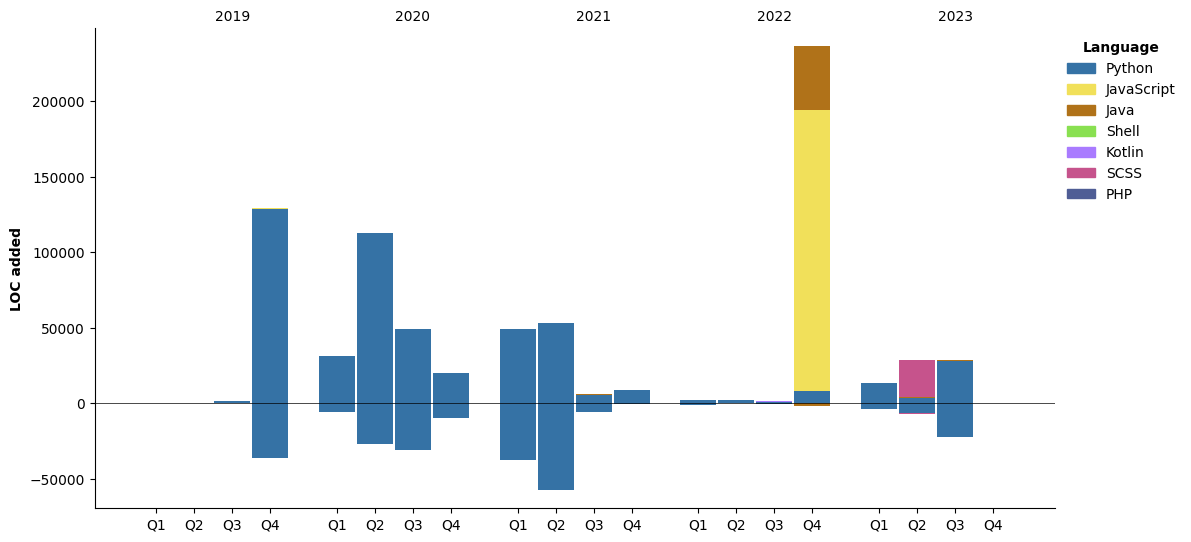 2019 2020 2021 2022 2023
Language
Python
JavaScript
Java
Shell
Kotlin
SCSS
PHP
LOC added
200000
150000
100000
50000
0
−50000
Q1 Q2 Q3 Q4 Q1 Q2 Q3 Q4 Q1 Q2 Q3 Q4 Q1 Q2 Q3 Q4 Q1 Q2 Q3 Q4